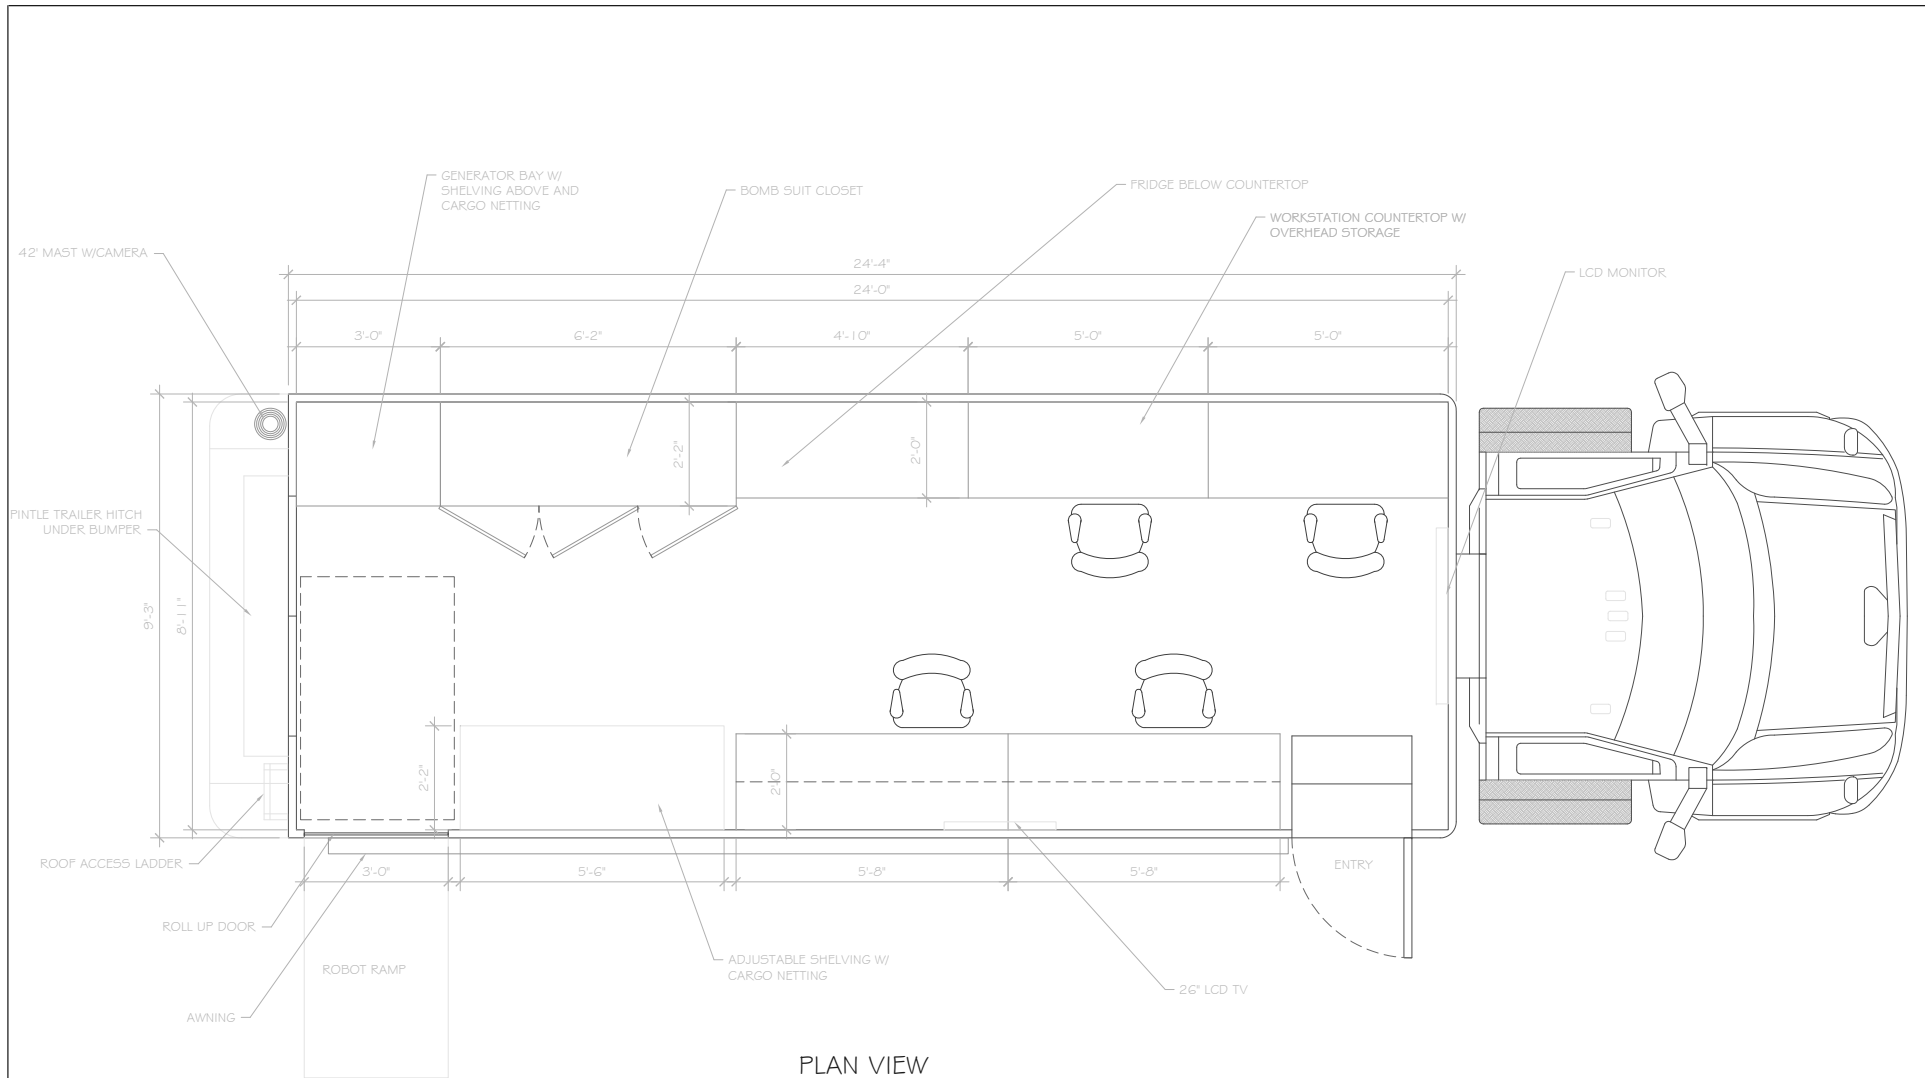 GENERATOR BAY W/
SHELVING ABOVE AND
CARGO NETTING
BOMB SUIT CLOSET
FRIDGE BELOW COUNTERTOP
WORKSTATION COUNTERTOP W/
OVERHEAD STORAGE
42' MAST W/CAMERA
LCD MONITOR
24'-4"
24'-0"
3'-0"
6'-2"
4'-10"
5'-0"
5'-0"
2'-2"
2'-0"
PINTLE TRAILER HITCH
UNDER BUMPER
9'-3"
8'-11"
2'-2"
2'-0"
ROOF ACCESS LADDER
3'-0"
5'-6"
5'-8"
5'-8"
ENTRY
ROLL UP DOOR
ROBOT RAMP
ADJUSTABLE SHELVING W/
CARGO NETTING
26" LCD TV
AWNING
PLAN VIEW